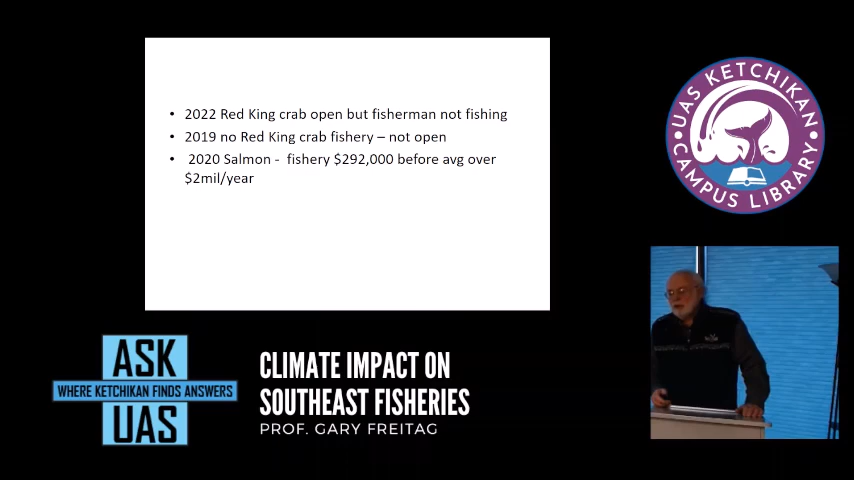 • 2022 Red King crab open but fisherman not fishing
• 2019 no Red King crab fishery – not open
• 2020 Salmon - fishery $292,000 before avg over
$2mil/year
UAS KETCHIKAN
CAMPUS LIBRARY
ASK
WHERE KETCHIKAN FINDS ANSWERS
UAS
CLIMATE IMPACT ON
SOUTHEAST FISHERIES
PROF. GARY FREITAG